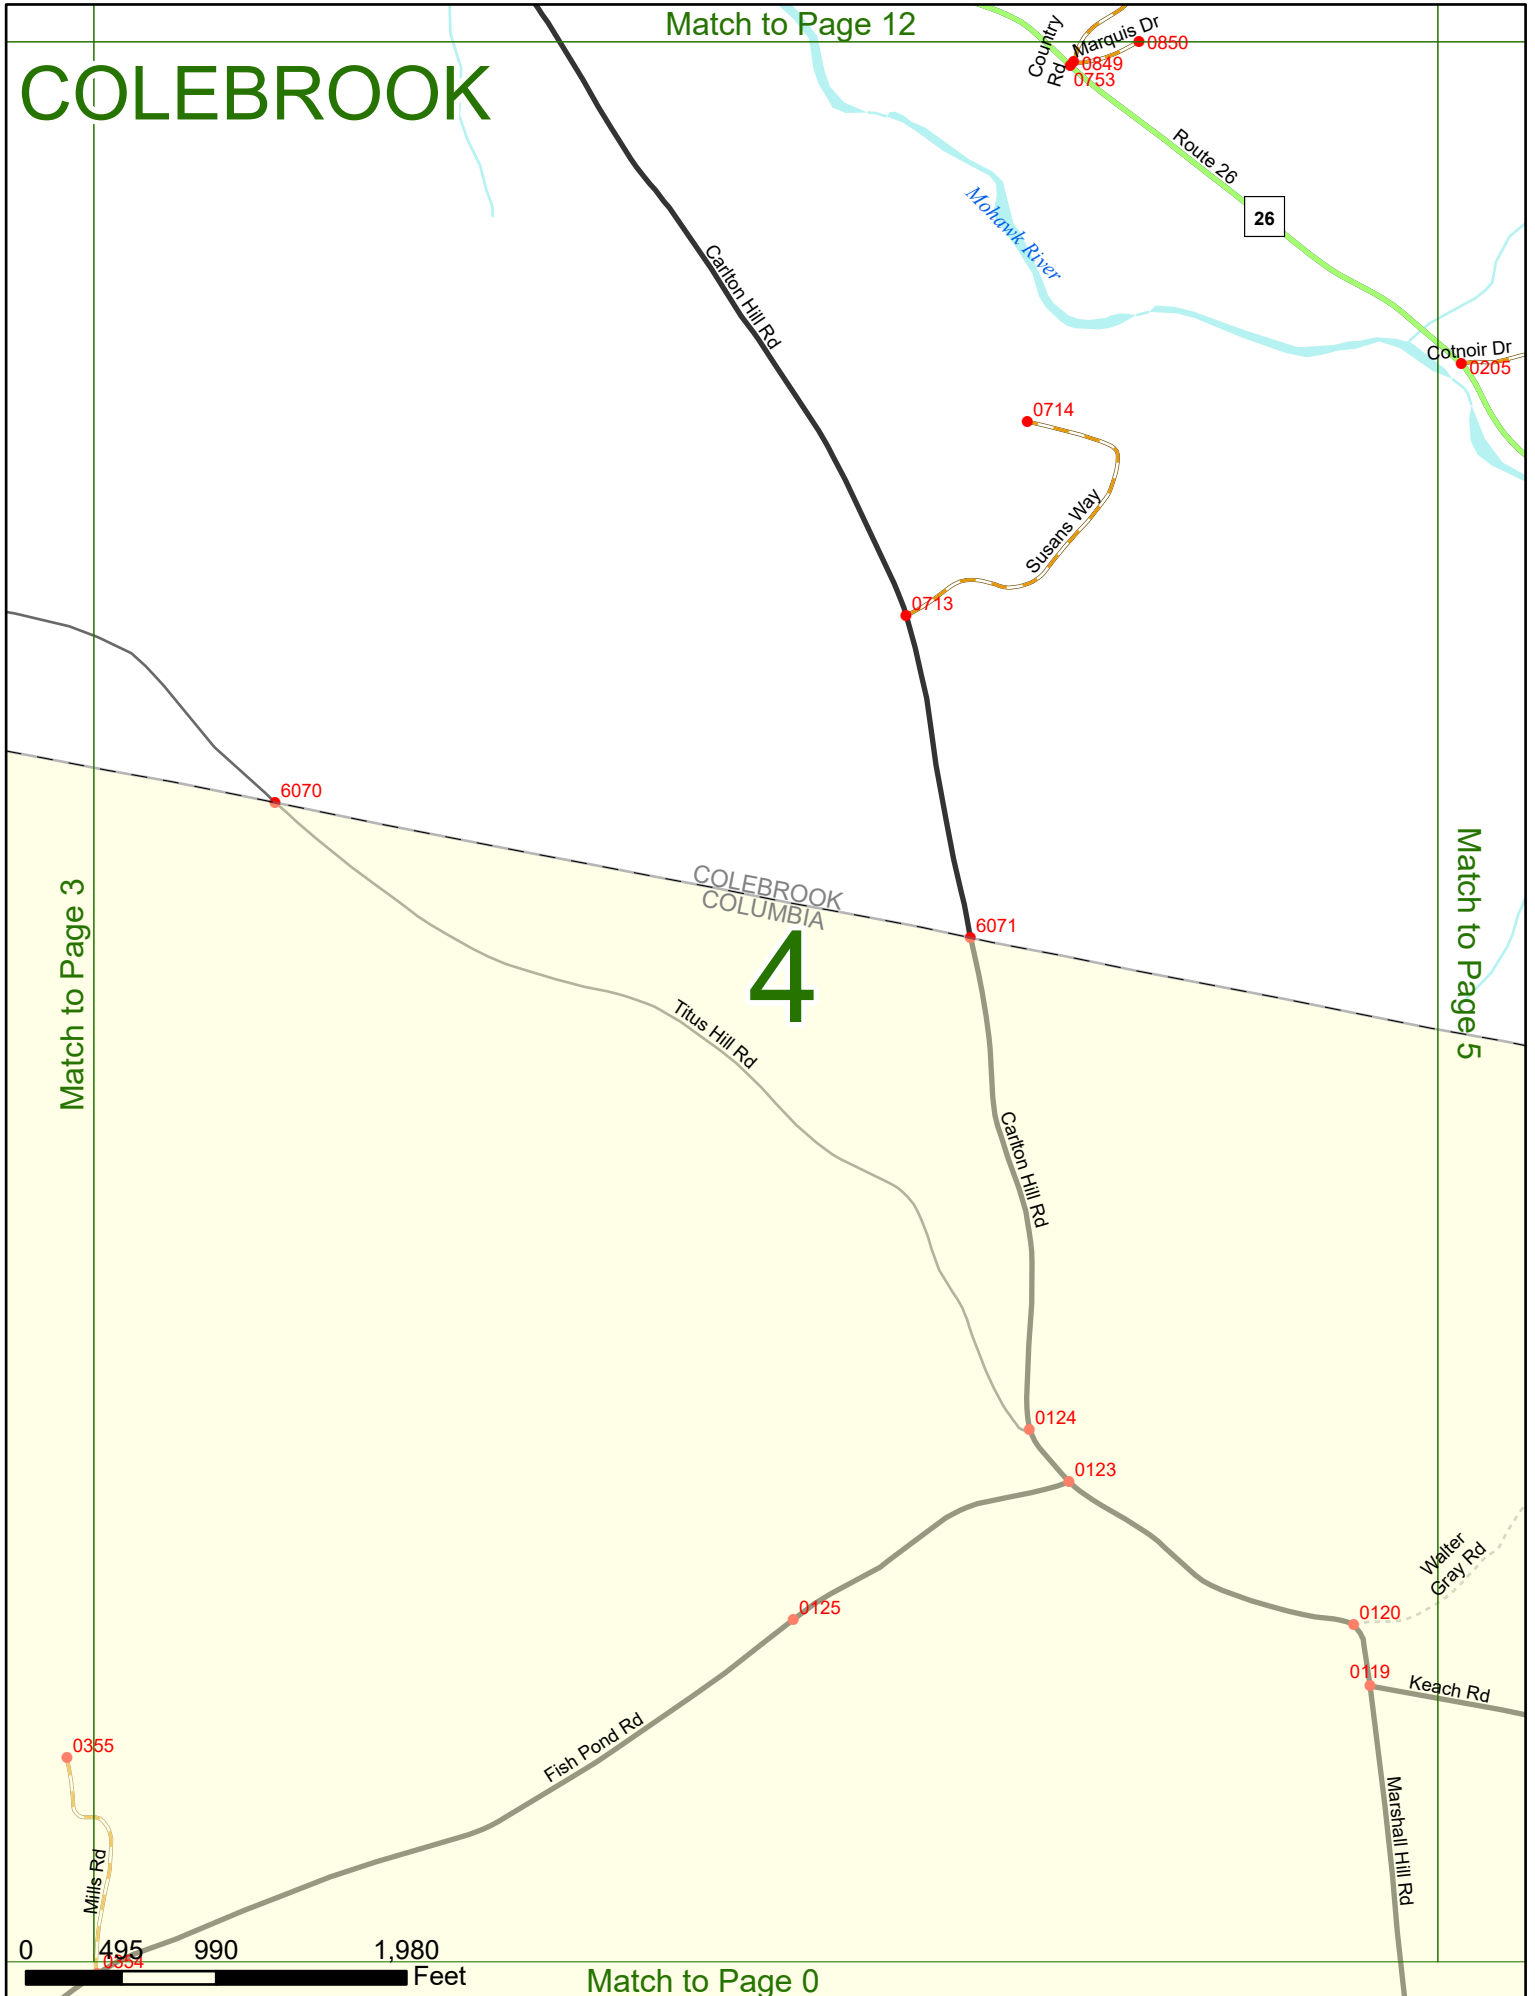 Match to Page 12
COLEBROOK
Country
Rd
Marquis Dr
0850
0849
0753
Route 26
26
Mohawk River
Carlton Hill Rd
Cotnoir Dr
0205
0714
Susans Way
0713
6070
COLEBROOK
COLUMBIA
6071
4
Match to Page 3
Match to Page 5
Titus Hill Rd
Carlton Hill Rd
0124
0123
Walter
Gray Rd
0125
0120
0119
Keach Rd
Fish Pond Rd
0355
Marshall Hill Rd
Mills Rd
0354
0 495 990 1,980
Feet
Match to Page 0